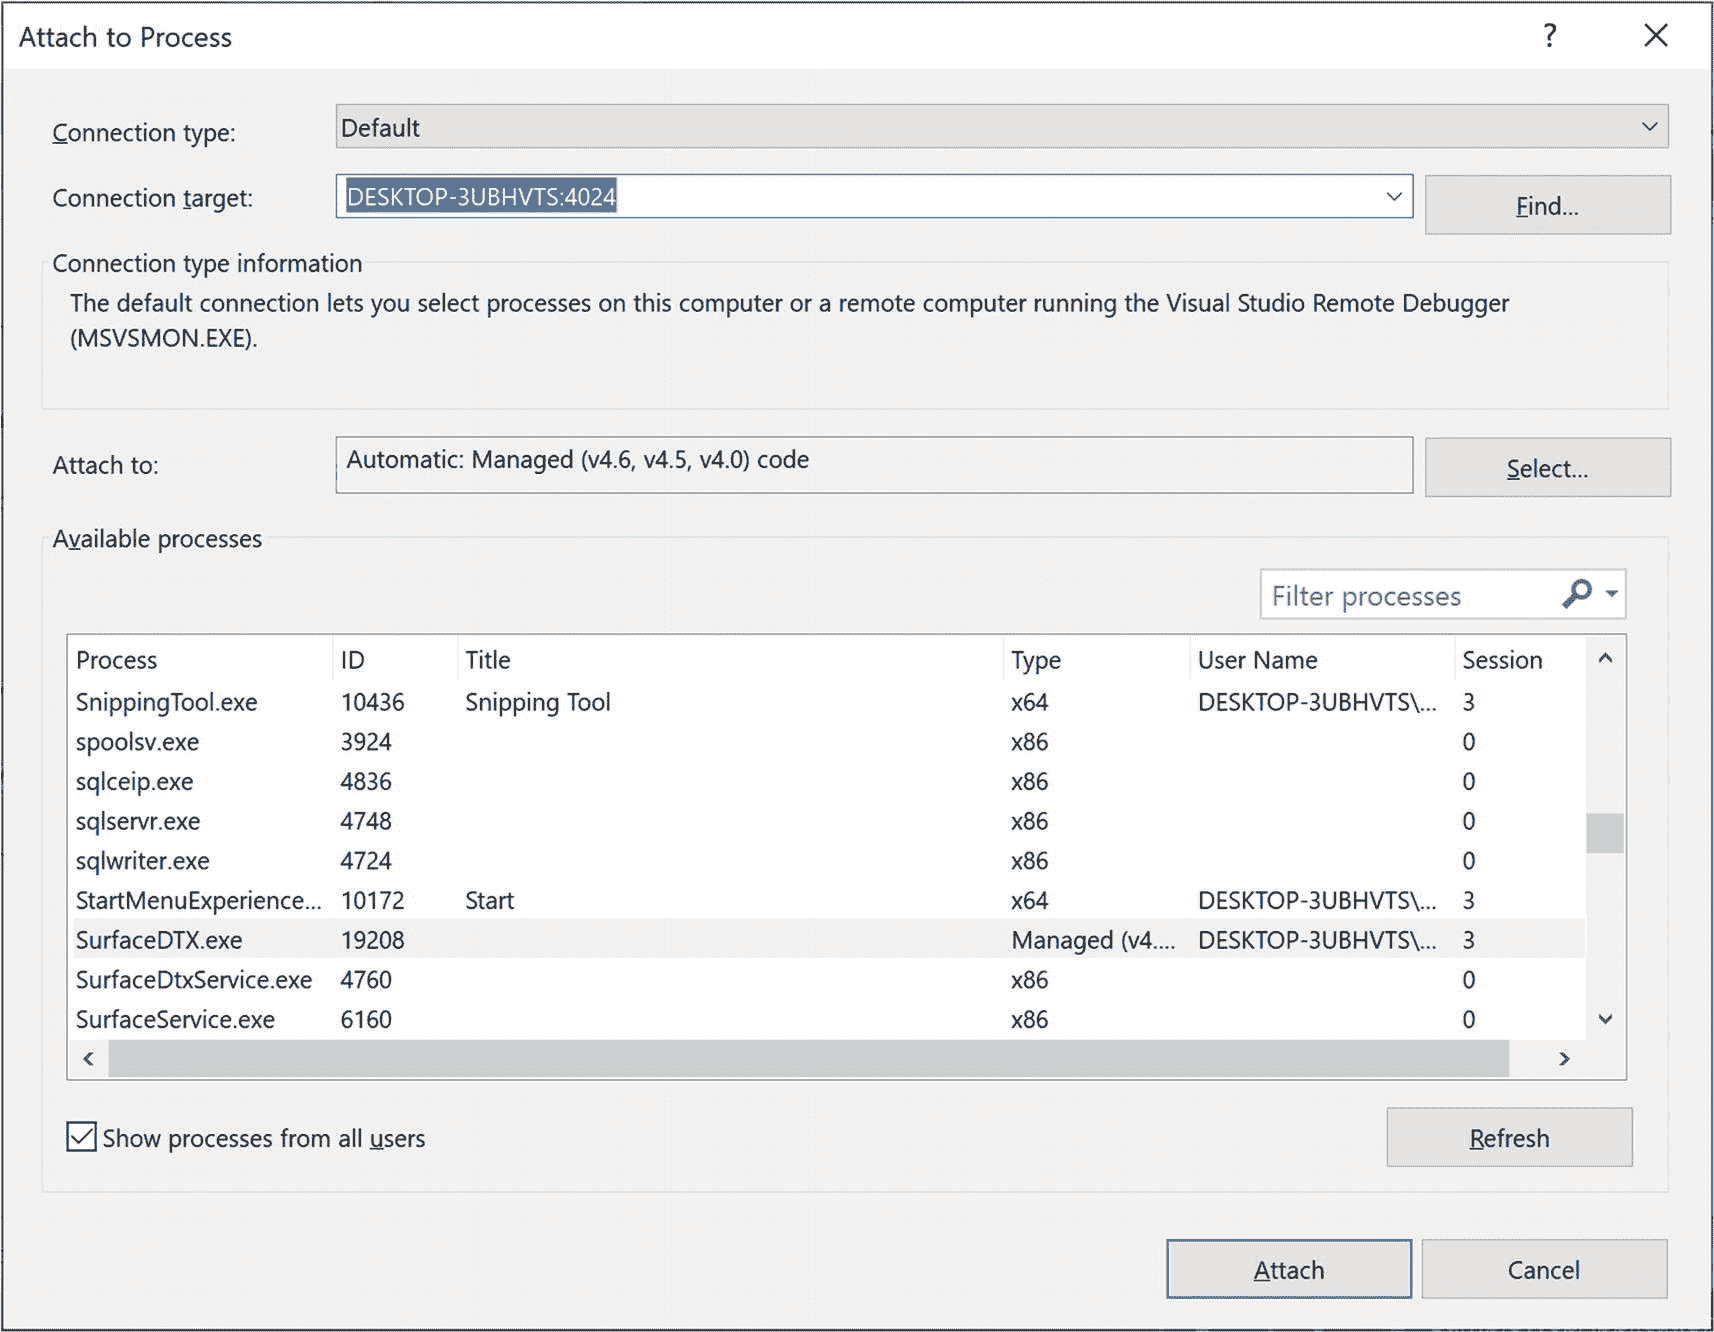 Attach to Process
?
Connection type: Default
Connection target: DESKTOP-3UBHVTS:4024 Find...
Connection type information
The default connection lets you select processes on this computer or a remote computer running the Visual Studio Remote Debugger
(MSVSMON.EXE).
Attach to: Automatic: Managed (v4.6, v4.5, v4.0) code Select...
Available processes
Filter processes
Process ID Title Type User Name Session
SnippingTool.exe 10436 Snipping Tool x64 DESKTOP-3UBHVTS\... 3
spoolsv.exe 3924 x86 0
sqlceip.exe 4836 x86 0
sqlservr.exe 4748 x86 0
sqlwriter.exe 4724 x86 0
StartMenuExperience... 10172 Start x64 DESKTOP-3UBHVTS\... 3
SurfaceDTX.exe 19208 Managed (v4.... DESKTOP-3UBHVTS\... 3
SurfaceDtxService.exe 4760 x86 0
SurfaceService.exe 6160 x86 0
Show processes from all users Refresh
Attach Cancel